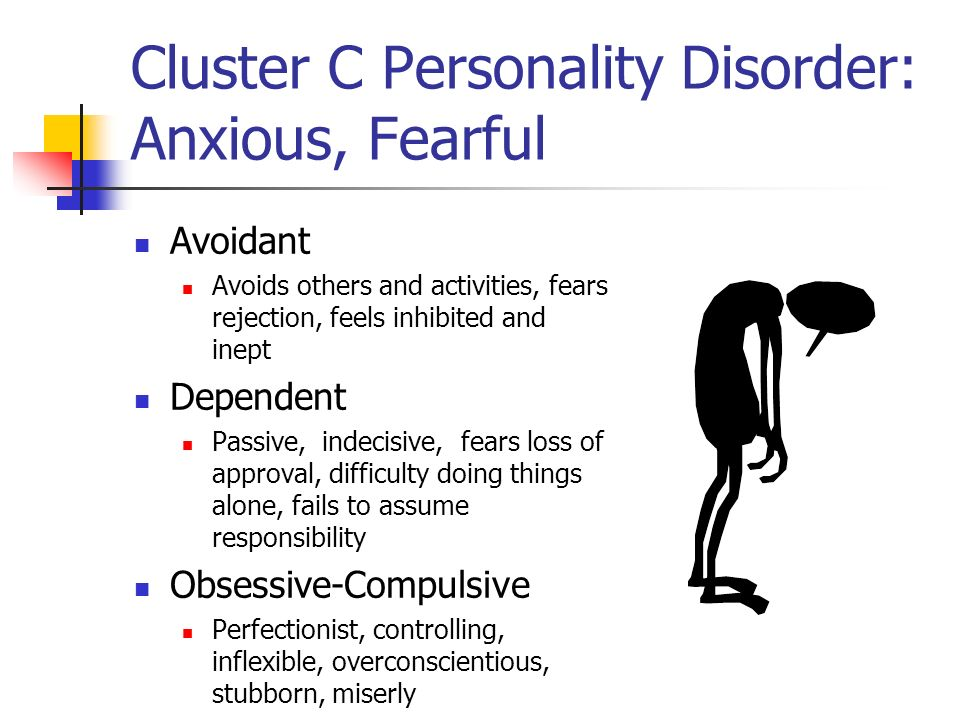 Cluster C Personality Disorder:
Anxious, Fearful
Avoidant
Avoids others and activities, fears
rejection, feels inhibited and
inept
Dependent
Passive, indecisive, fears loss of
approval, difficulty doing things
alone, fails to assume
responsibility
Obsessive-Compulsive
Perfectionist, controlling,
inflexible, overconscientious,
stubborn, miserly